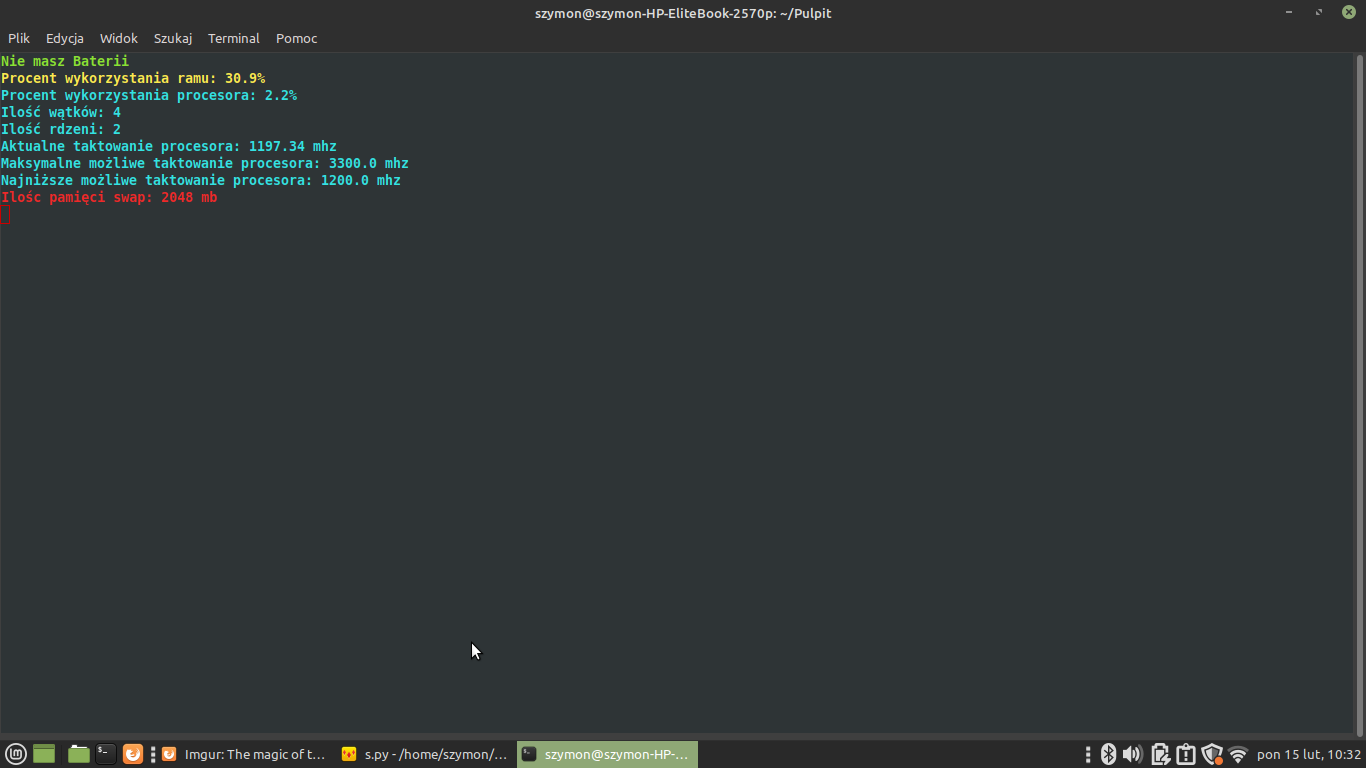 szymon@szymon-HP-EliteBook-2570p: ~/Pulpit
Plik Edycja Widok Szukaj Terminal Pomoc
Nie masz Baterii
Procent wykorzystania ramu: 30.9%
Procent wykorzystania procesora: 2.2%
Ilość wątków: 4
Ilość rdzeni: 2
Aktualne taktowanie procesora: 1197.34 mhz
Maksymalne możliwe taktowanie procesora: 3300.0 mhz
Najniższe możliwe taktowanie procesora: 1200.0 mhz
Ilośc pamięci swap: 2048 mb
Imgur: The magic of t... s.py - /home/szymon/... szymon@szymon-HP-... pon 15 lut, 10:32